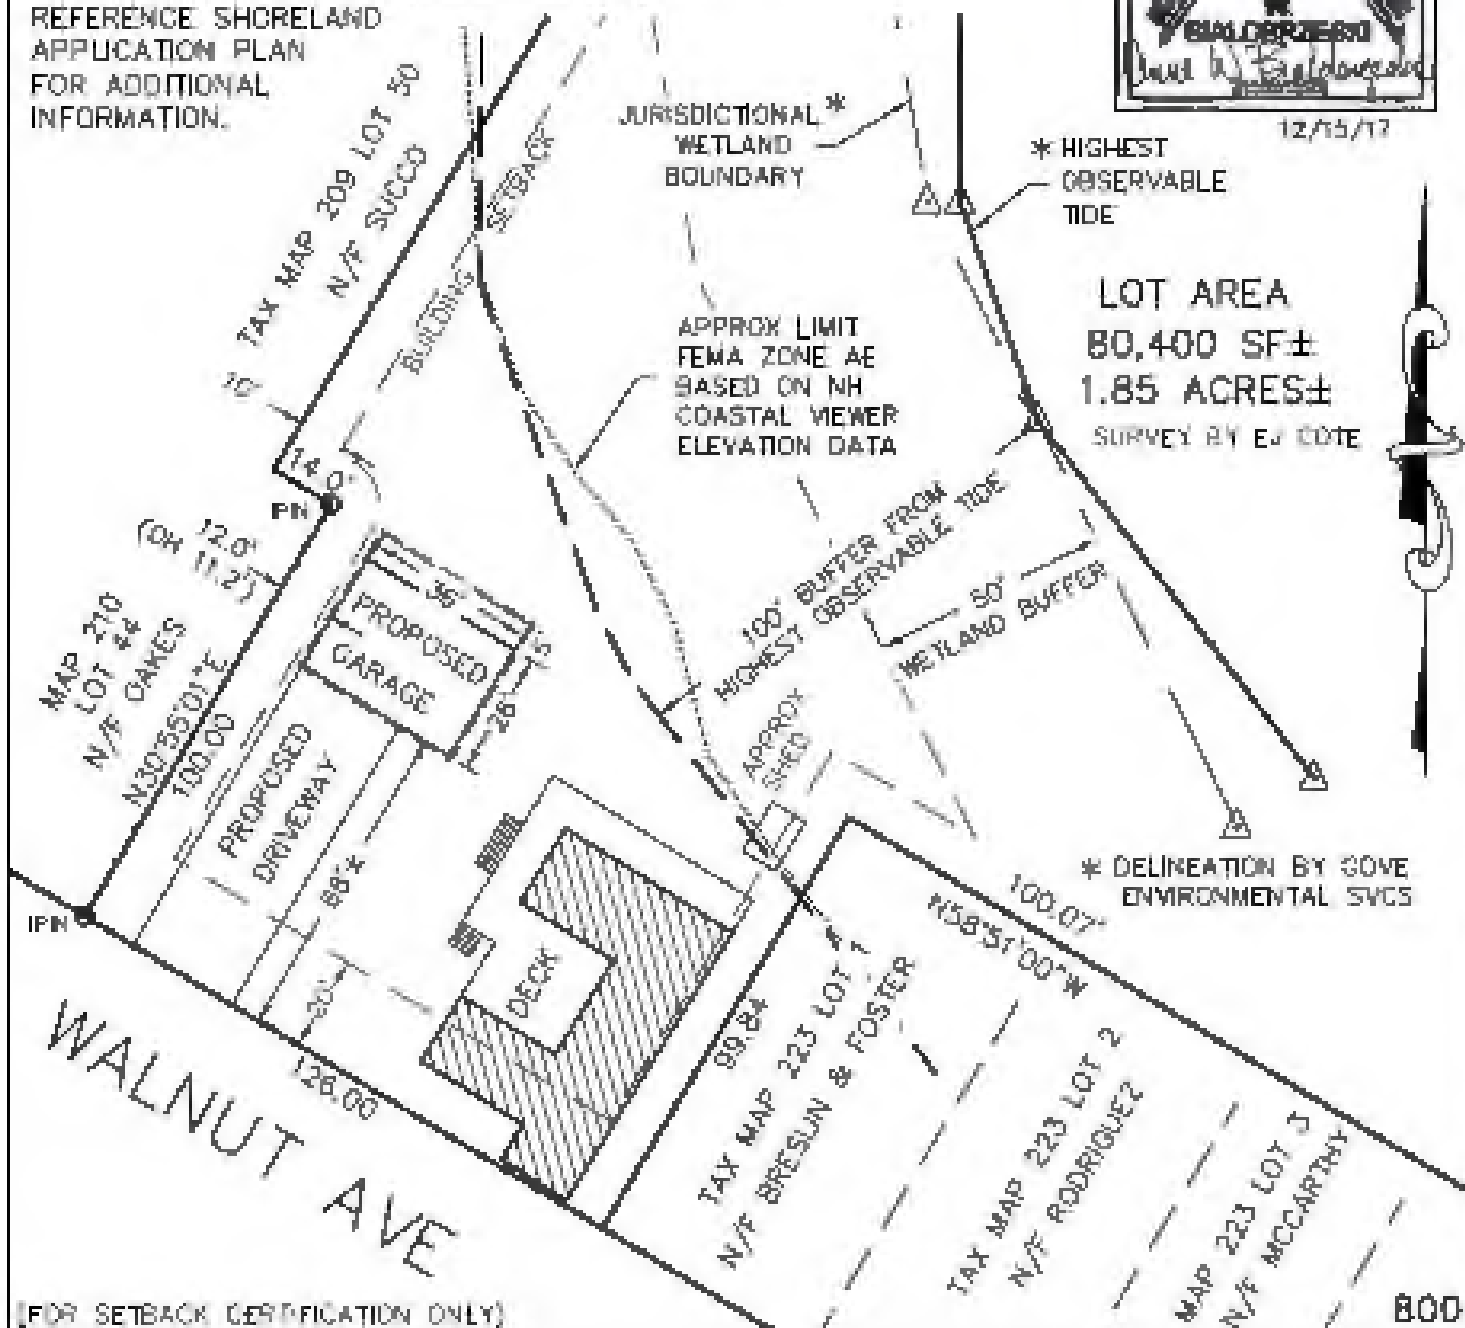 REFERENCE SHORELAND
APPLICATION PLAN
FOR ADDITIONAL
INFORMATION.
12/15/17
TAX MAP 209 LOT 50
N/F SUCCO
BUILDING SETBACK
10'
JURISDICTIONAL *
WETLAND
BOUNDARY
* HIGHEST
OBSERVABLE
TIDE
LOT AREA
80,400 SF±
1.85 ACRES±
SURVEY BY EJ COTE
APPROX LIMIT
FEMA ZONE AE
BASED ON NH
COASTAL VIEWER
ELEVATION DATA
14.0'
IPIN
12.0'
(OH 11.2')
MAP 210
LOT 44
N/F OAKES
N30°55'01"E
100.00
36'
PROPOSED
GARAGE
26'
PROPOSED
DRIVEWAY
100' BUFFER FROM
HIGHEST OBSERVABLE TIDE
50'
WETLAND BUFFER
APPROX
SHED
88'±
20'
DECK
IPIN
126.00
WALNUT AVE
99.84
100.07'
N58°51'00"W
* DELINEATION BY GOVE
ENVIRONMENTAL SVCS
TAX MAP 223 LOT 1
N/F BRESLIN & FOSTER
TAX MAP 223 LOT 2
N/F RODRIGUEZ
MAP 223 LOT 3
N/F MCCARTHY
(FOR SETBACK CERTIFICATION ONLY)
800